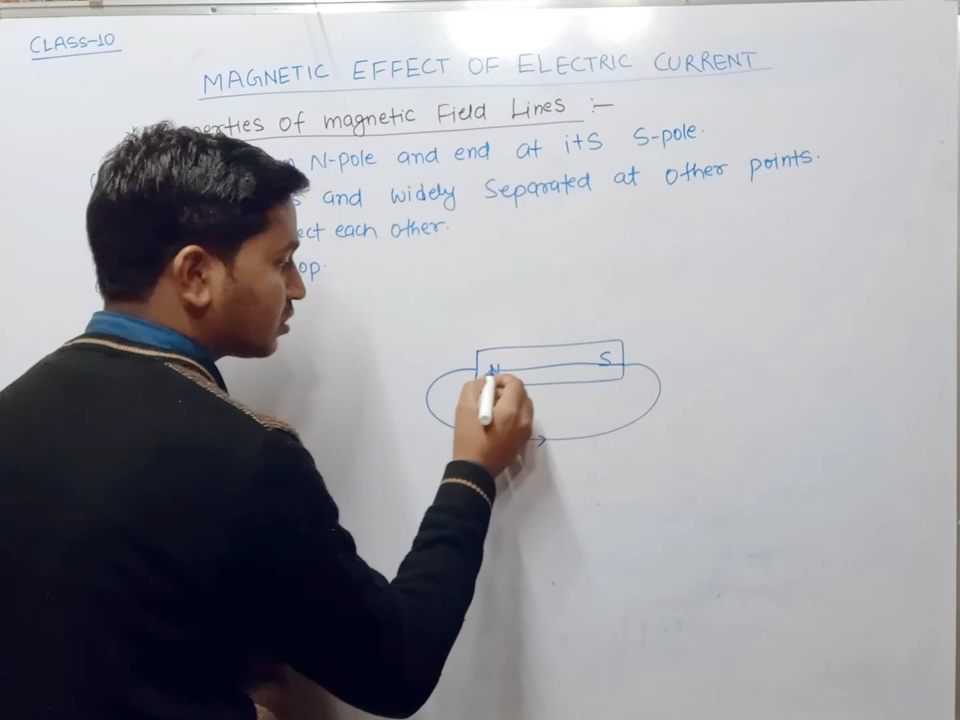 CLASS-10
MAGNETIC EFFECT OF ELECTRIC CURRENT
of magnetic Field Lines :-
N-pole and end at itS S-pole.
and widely Separated at other points.
each other.
N S